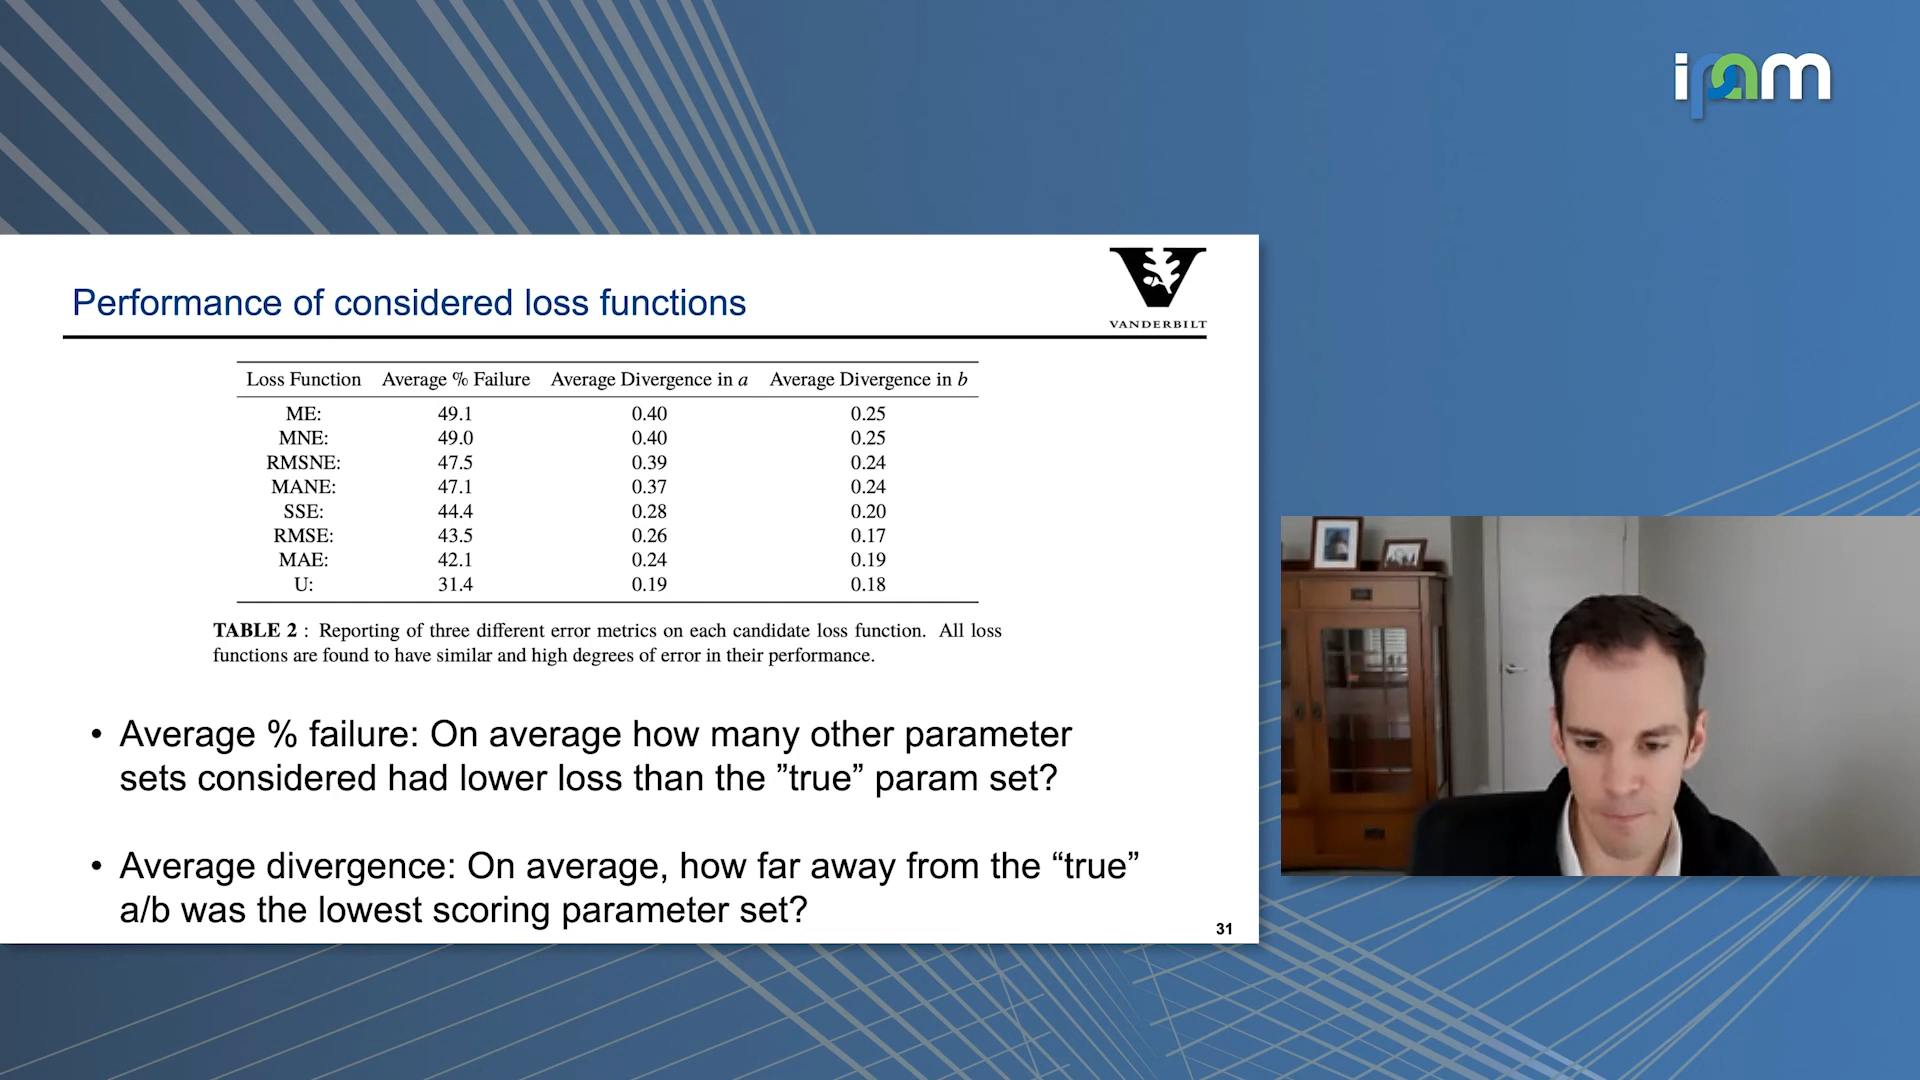 ipam
Performance of considered loss functions
VANDERBILT
Loss Function Average % Failure Average Divergence in a Average Divergence in b
ME: 49.1 0.40 0.25
MNE: 49.0 0.40 0.25
RMSNE: 47.5 0.39 0.24
MANE: 47.1 0.37 0.24
SSE: 44.4 0.28 0.20
RMSE: 43.5 0.26 0.17
MAE: 42.1 0.24 0.19
U: 31.4 0.19 0.18
TABLE 2 : Reporting of three different error metrics on each candidate loss function. All loss
functions are found to have similar and high degrees of error in their performance.
• Average % failure: On average how many other parameter
sets considered had lower loss than the ”true” param set?
• Average divergence: On average, how far away from the “true”
a/b was the lowest scoring parameter set?
31